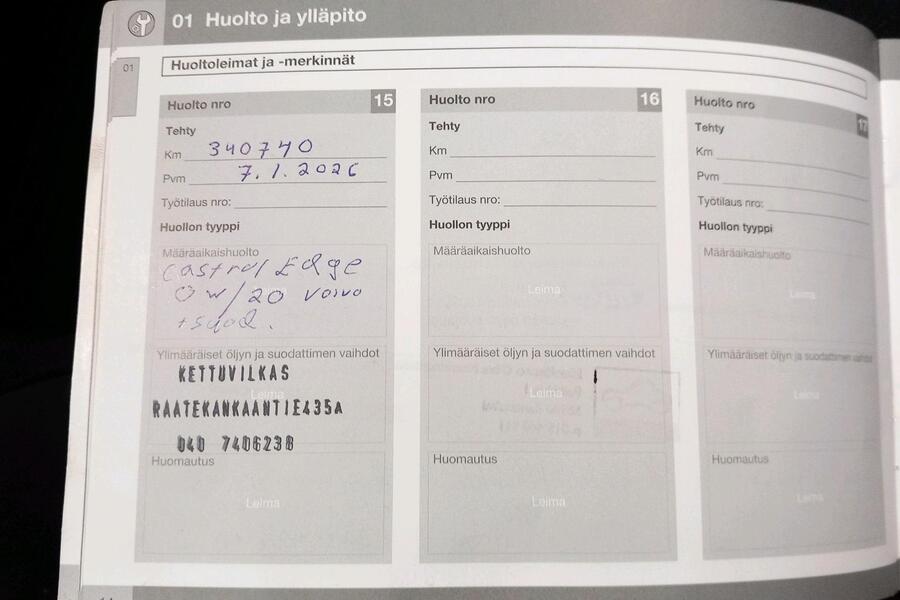 01 Huolto ja ylläpito
01
Huoltoleimat ja -merkinnät
Huolto nro 15
Tehty
Km 340740
Pvm 7.1.2026
Työtilaus nro:
Huollon tyyppi
Määräaikaishuolto
castrol Edge
0w/20 volvo
+suod.
Leima
Ylimääräiset öljyn ja suodattimen vaihdot
KETTUVILKAS
Leima
RAATEKANKAANTIE435A
040 7406238
Huomautus
Leima
Huolto nro 16
Tehty
Km
Pvm
Työtilaus nro:
Huollon tyyppi
Määräaikaishuolto
Leima
Ylimääräiset öljyn ja suodattimen vaihdot
Leima
Huomautus
Leima
Huolto nro 17
Tehty
Km
Pvm
Työtilaus nro:
Huollon tyyppi
Määräaikaishuolto
Leima
Ylimääräiset öljyn ja suodattimen vaihdot
Leima
Huomautus
Leima